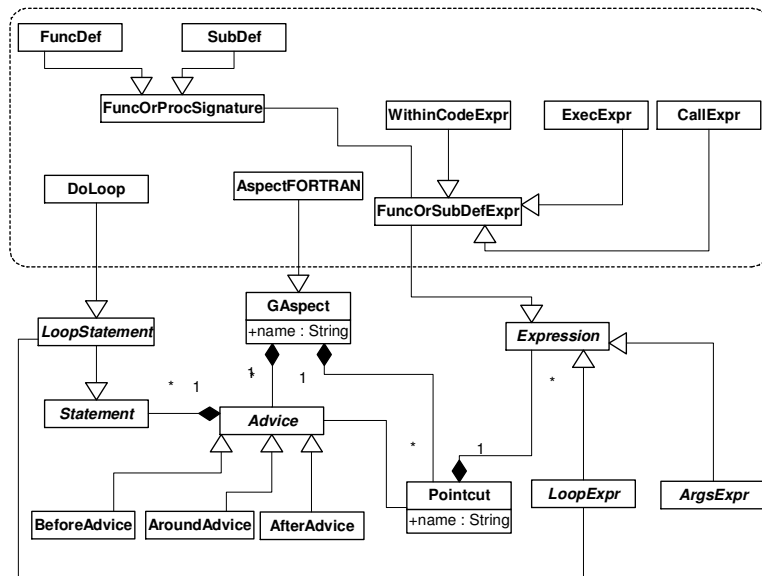 FuncDef
SubDef
FuncOrProcSignature
WithinCodeExpr
ExecExpr
CallExpr
DoLoop
AspectFORTRAN
FuncOrSubDefExpr
GAspect
+name : String
LoopStatement
Expression
1
*
1
*
1
*
Statement
Advice
*
1
Pointcut
+name : String
LoopExpr
ArgsExpr
BeforeAdvice
AroundAdvice
AfterAdvice